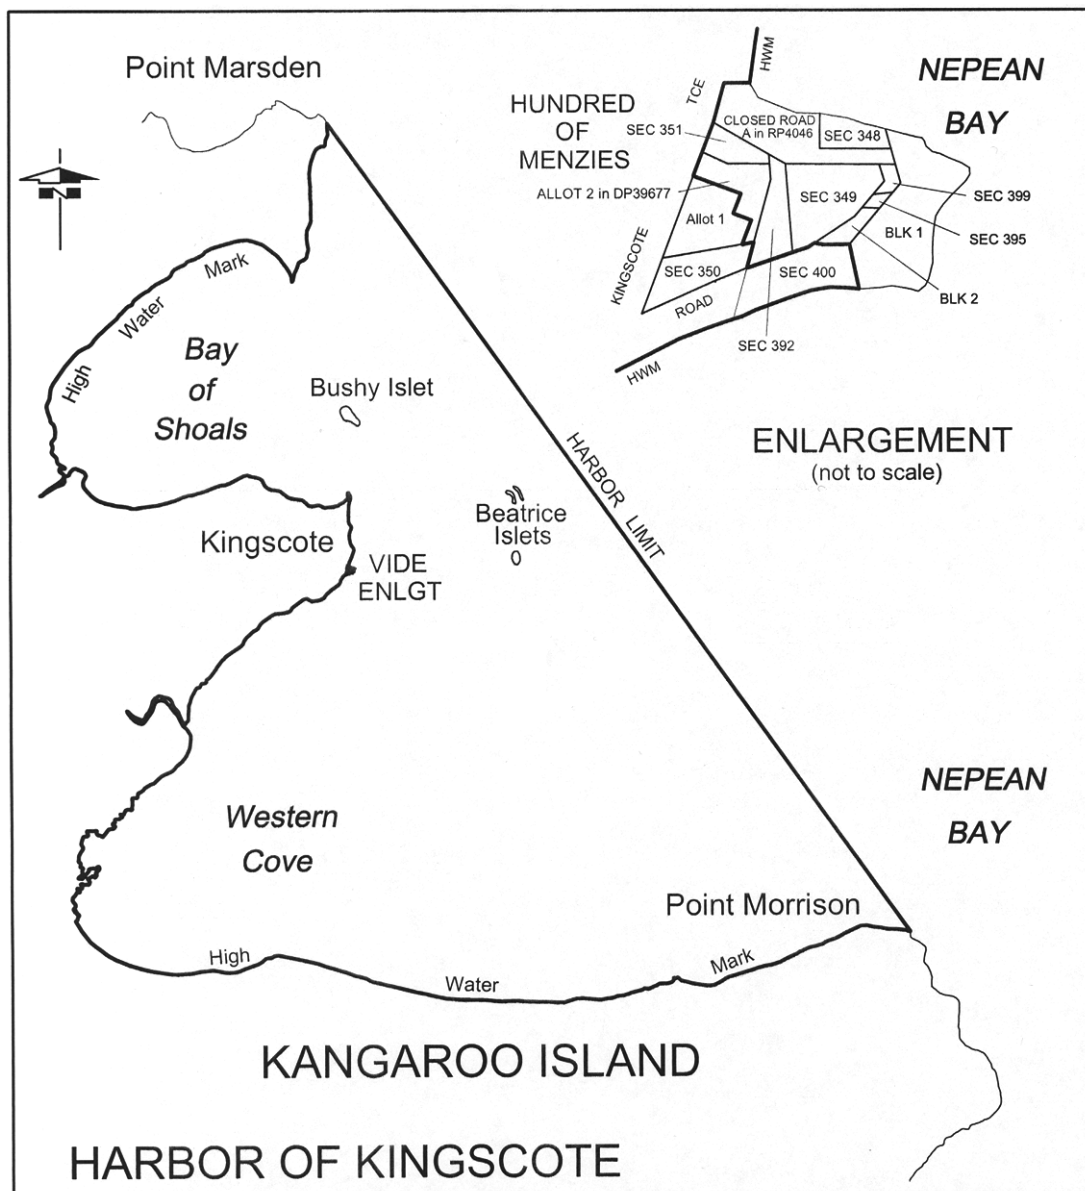 Point Marsden
NEPEAN
BAY
HUNDRED
OF
MENZIES
HWM
TCE
CLOSED ROAD
A in RP4046
SEC 348
SEC 351
ALLOT 2 in DP39677
SEC 349
SEC 399
Allot 1
SEC 395
BLK 1
KINGSCOTE
SEC 350
SEC 400
BLK 2
ROAD
SEC 392
HWM
ENLARGEMENT
(not to scale)
High
Water
Mark
Bay
of
Shoals
Bushy Islet
HARBOR LIMIT
Beatrice
Islets
Kingscote
VIDE
ENLGT
Western
Cove
NEPEAN
BAY
Point Morrison
High
Water
Mark
KANGAROO ISLAND
HARBOR OF KINGSCOTE